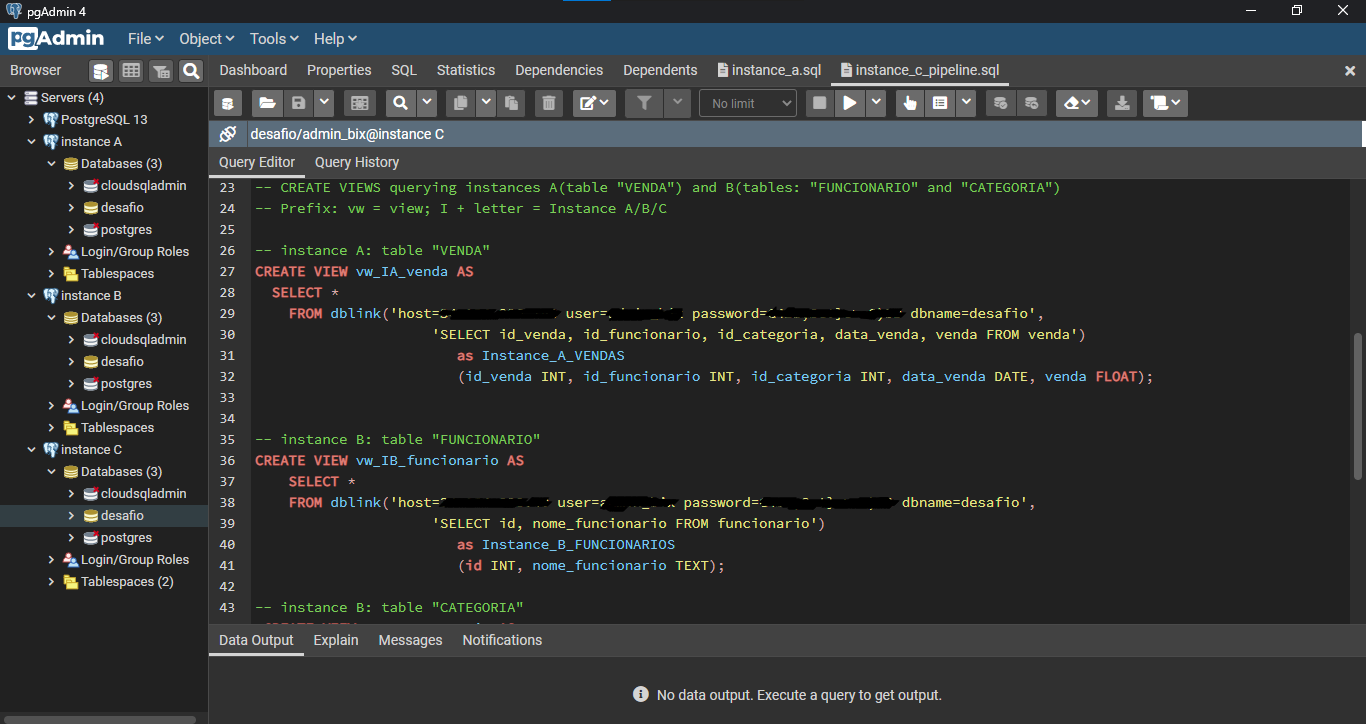 pgAdmin 4
pgAdmin File Object Tools Help
Browser
Dashboard Properties SQL Statistics Dependencies Dependents instance_a.sql instance_c_pipeline.sql
No limit
desafio/admin_bix@instance C
Query Editor Query History
Servers (4)
PostgreSQL 13
instance A
Databases (3)
cloudsqladmin
desafio
postgres
Login/Group Roles
Tablespaces
instance B
Databases (3)
cloudsqladmin
desafio
postgres
Login/Group Roles
Tablespaces
instance C
Databases (3)
cloudsqladmin
desafio
postgres
Login/Group Roles
Tablespaces (2)
23 -- CREATE VIEWS querying instances A(table "VENDA") and B(tables: "FUNCIONARIO" and "CATEGORIA")
24 -- Prefix: vw = view; I + letter = Instance A/B/C
25
26 -- instance A: table "VENDA"
27 CREATE VIEW vw_IA_venda AS
28 SELECT *
29 FROM dblink('host= user= password= dbname=desafio',
30 'SELECT id_venda, id_funcionario, id_categoria, data_venda, venda FROM venda')
31 as Instance_A_VENDAS
32 (id_venda INT, id_funcionario INT, id_categoria INT, data_venda DATE, venda FLOAT);
33
34
35 -- instance B: table "FUNCIONARIO"
36 CREATE VIEW vw_IB_funcionario AS
37 SELECT *
38 FROM dblink('host= user= password= dbname=desafio',
39 'SELECT id, nome_funcionario FROM funcionario')
40 as Instance_B_FUNCIONARIOS
41 (id INT, nome_funcionario TEXT);
42
43 -- instance B: table "CATEGORIA"
Data Output Explain Messages Notifications
No data output. Execute a query to get output.